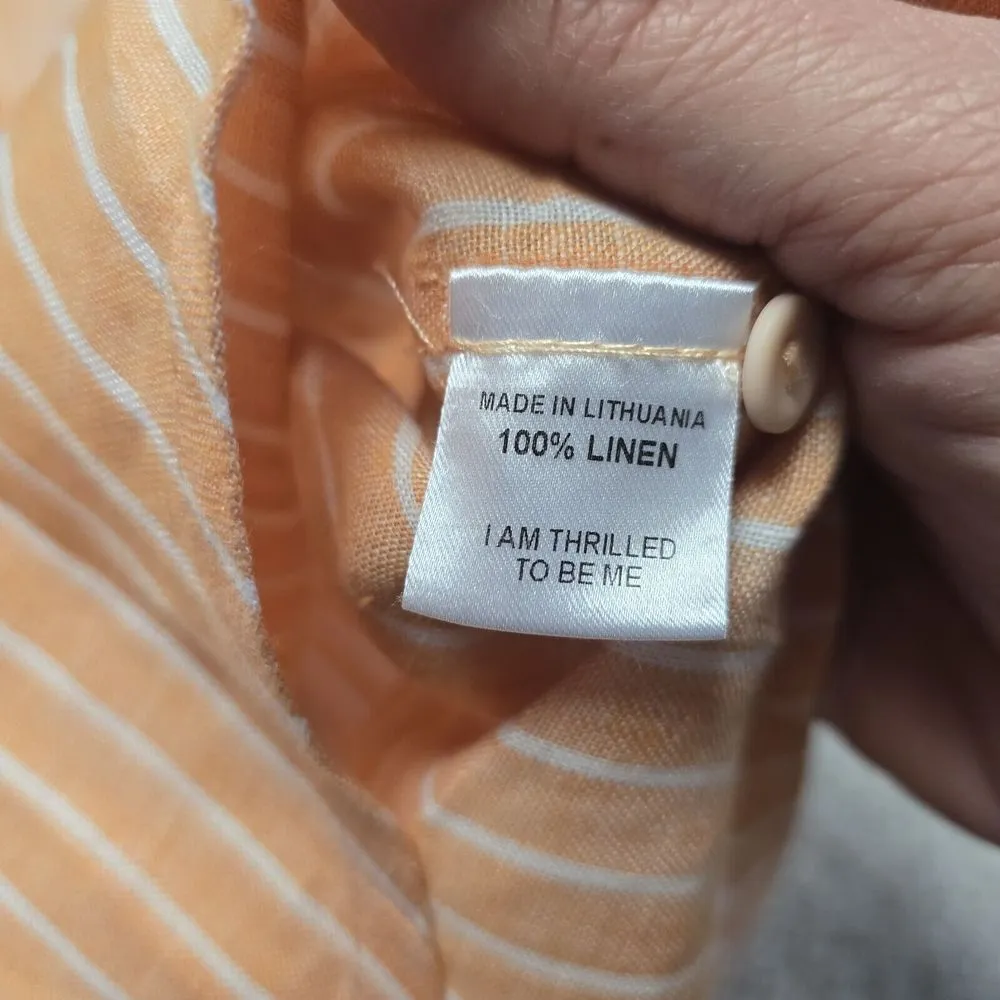 MADE IN LITHUANIA
100% LINEN
I AM THRILLED
TO BE ME